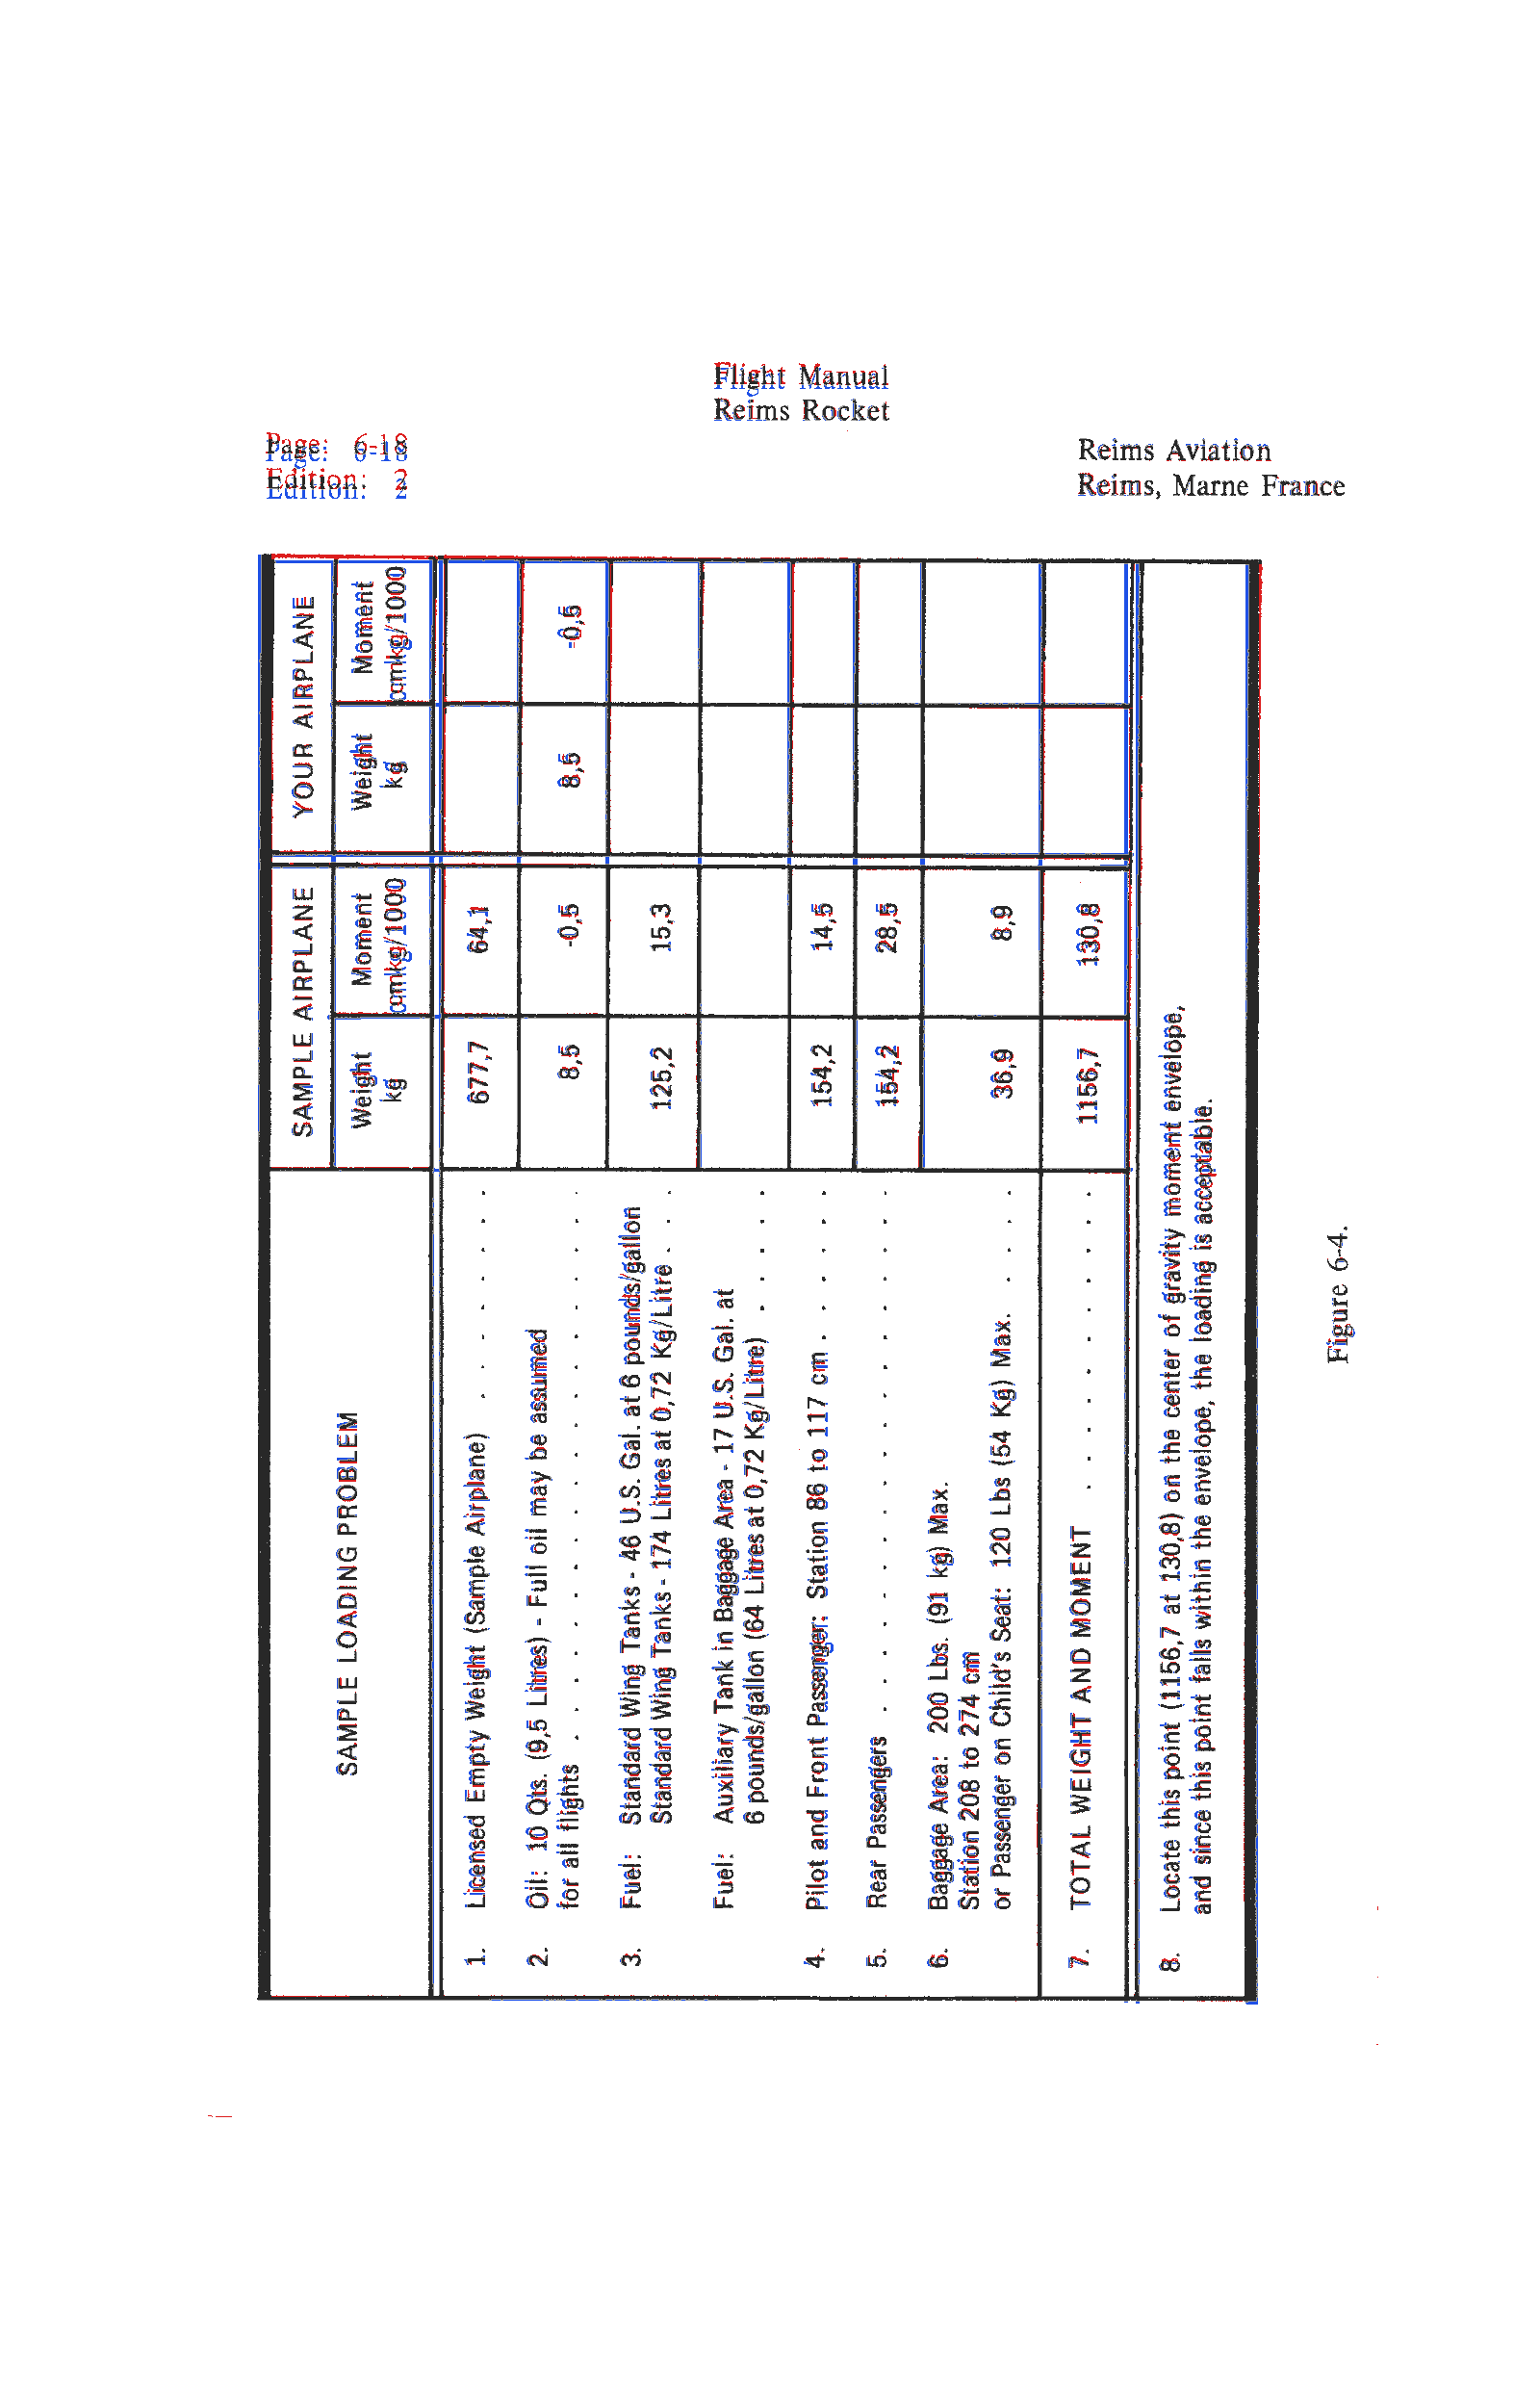 Flight Manual
Reims Rocket
Page: 6-18
Edition: 2
Reims Aviation
Reims, Marne France
SAMPLE LOADING PROBLEM
SAMPLE AIRPLANE
YOUR AIRPLANE
Weight
kg
Moment
cmkg/1000
Weight
kg
Moment
cmkg/1000
1. Licensed Empty Weight (Sample Airplane) . . . . . . . 677,7 64,1
2. Oil: 10 Qts. (9,5 Litres) - Full oil may be assumed
for all flights . . . . . . . . . . . . . . . . . . . . 8,5 -0,5 8,5 -0,5
3. Fuel: Standard Wing Tanks - 46 U.S. Gal. at 6 pounds/gallon
Standard Wing Tanks - 174 Litres at 0,72 Kg/Litre . . . 125,2 15,3
Fuel: Auxiliary Tank in Baggage Area - 17 U.S. Gal. at
6 pounds/gallon (64 Litres at 0,72 Kg/Litre) . . . . .
4. Pilot and Front Passenger: Station 86 to 117 cm . . . . . . 154,2 14,5
5. Rear Passengers . . . . . . . . . . . . . . . . . . . 154,2 28,5
6. Baggage Area: 200 Lbs. (91 kg) Max.
Station 208 to 274 cm
or Passenger on Child's Seat: 120 Lbs (54 Kg) Max. . . . . 36,9 8,9
7. TOTAL WEIGHT AND MOMENT . . . . . . . . . . . 1156,7 130,8
8. Locate this point (1156,7 at 130,8) on the center of gravity moment envelope,
and since this point falls within the envelope, the loading is acceptable.
Figure 6-4.